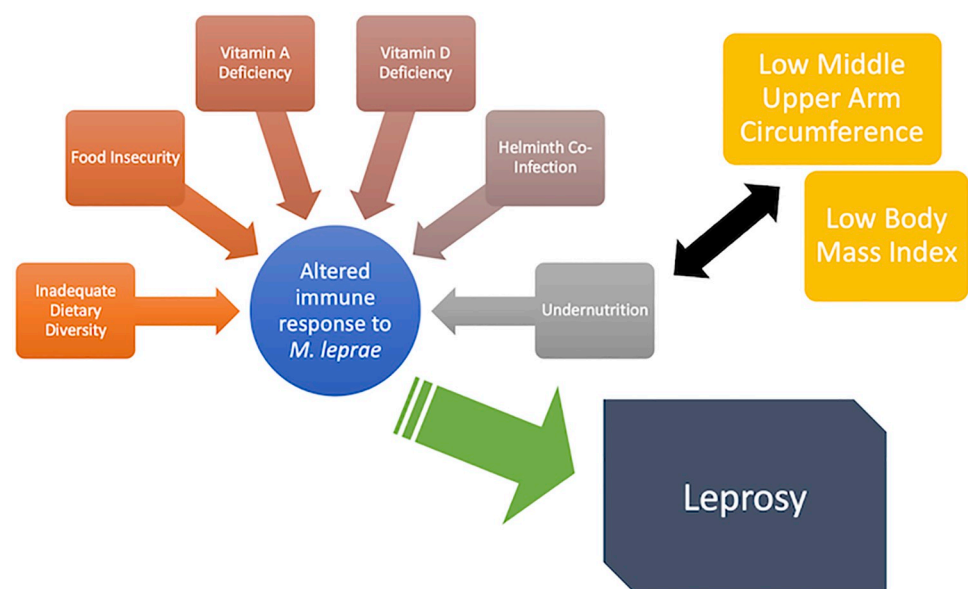 Vitamin A
Deficiency
Vitamin D
Deficiency
Low Middle
Upper Arm
Circumference
Food Insecurity
Helminth Co-
Infection
Low Body
Mass Index
Inadequate
Dietary
Diversity
Altered
immune
response to
M. leprae
Undernutrition
Leprosy